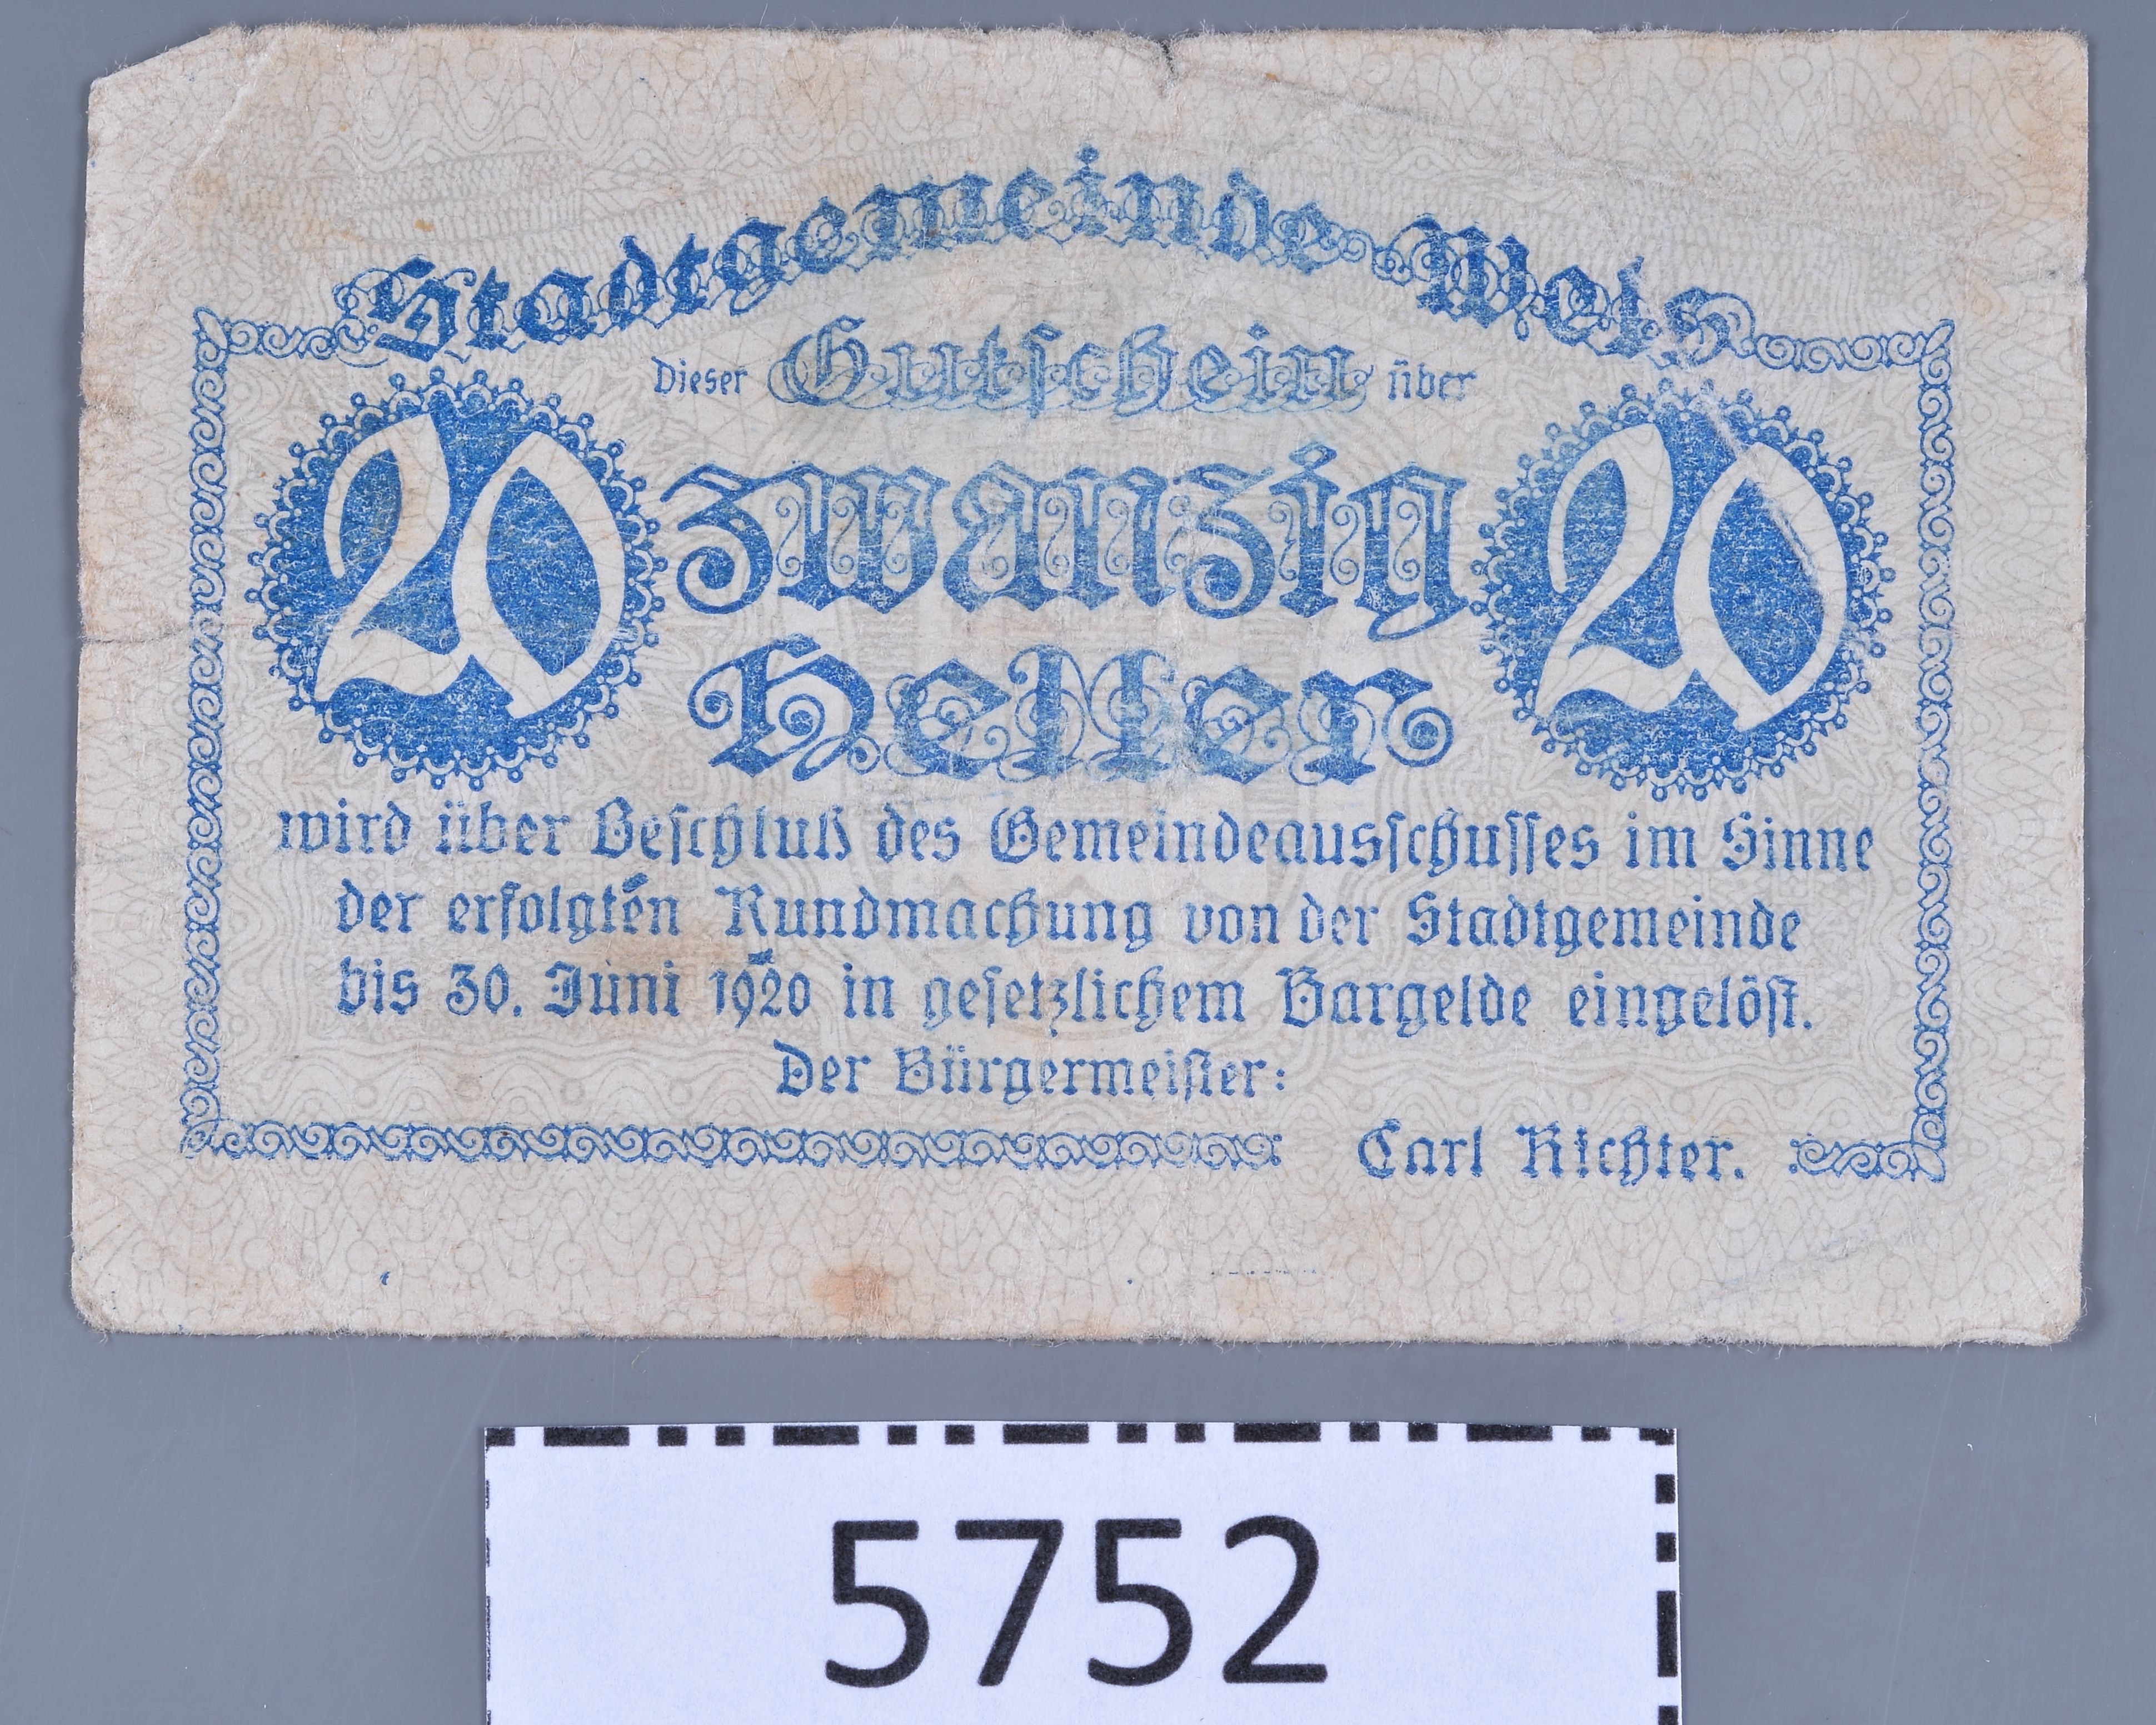 Stadtgemeinde Wels
Dieser Gutschein über
20 zwanzig 20
Heller
wird über Beschluß des Gemeindeausschusses im Sinne
der erfolgten Kundmachung von der Stadtgemeinde
bis 30. Juni 1920 in gesetzlichem Bargelde eingelöst.
Der Bürgermeister:
Carl Richter.
5752